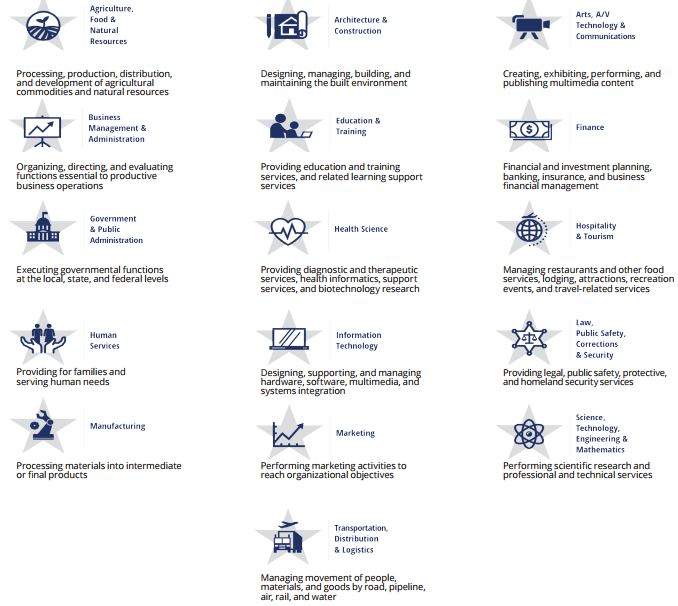 Agriculture,
Food &
Natural
Resources
Processing, production, distribution,
and development of agricultural
commodities and natural resources
Architecture &
Construction
Designing, managing, building, and
maintaining the built environment
Arts, A/V
Technology &
Communications
Creating, exhibiting, performing, and
publishing multimedia content
Business
Management &
Administration
Organizing, directing, and evaluating
functions essential to productive
business operations
Education &
Training
Providing education and training
services, and related learning support
services
Finance
Financial and investment planning,
banking, insurance, and business
financial management
Government
& Public
Administration
Executing governmental functions
at the local, state, and federal levels
Health Science
Providing diagnostic and therapeutic
services, health informatics, support
services, and biotechnology research
Hospitality
& Tourism
Managing restaurants and other food
services, lodging, attractions, recreation
events, and travel-related services
Human
Services
Providing for families and
serving human needs
Information
Technology
Designing, supporting, and managing
hardware, software, multimedia, and
systems integration
Law,
Public Safety,
Corrections
& Security
Providing legal, public safety, protective,
and homeland security services
Manufacturing
Processing materials into intermediate
or final products
Marketing
Performing marketing activities to
reach organizational objectives
Science,
Technology,
Engineering &
Mathematics
Performing scientific research and
professional and technical services
Transportation,
Distribution
& Logistics
Managing movement of people,
materials, and goods by road, pipeline,
air, rail, and water